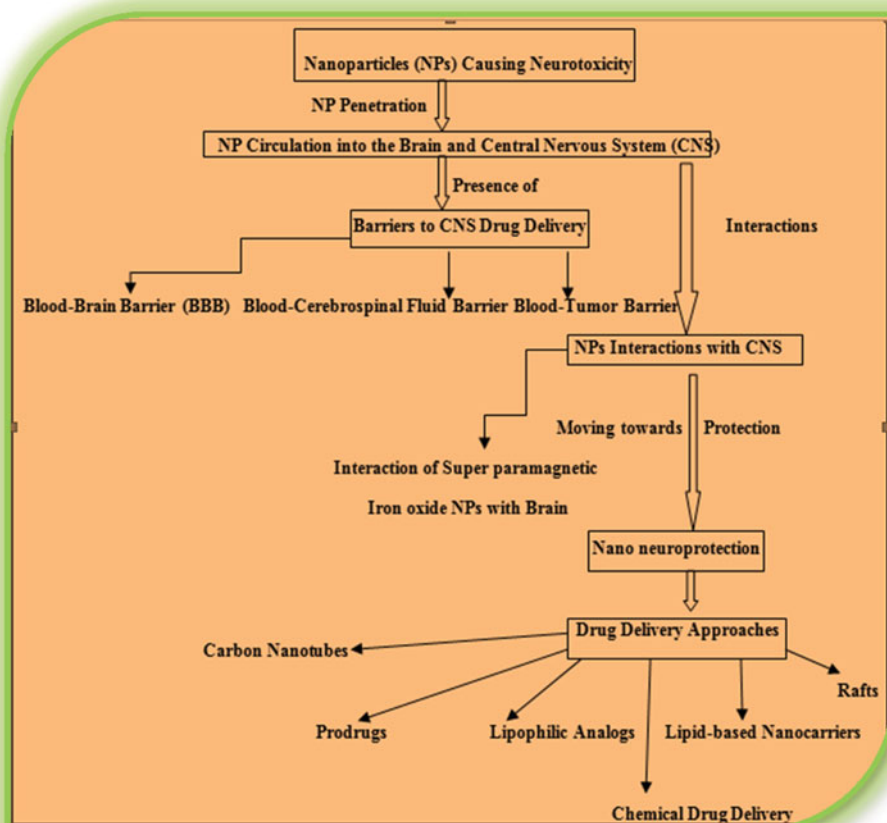 Nanoparticles (NPs) Causing Neurotoxicity
NP Penetration
NP Circulation into the Brain and Central Nervous System (CNS)
Presence of
Barriers to CNS Drug Delivery
Interactions
Blood-Brain Barrier (BBB)
Blood-Cerebrospinal Fluid Barrier
Blood-Tumor Barrier
NPs Interactions with CNS
Moving towards
Protection
Interaction of Super paramagnetic
Iron oxide NPs with Brain
Nano neuroprotection
Drug Delivery Approaches
Carbon Nanotubes
Rafts
Prodrugs
Lipophilic Analogs
Lipid-based Nanocarriers
Chemical Drug Delivery